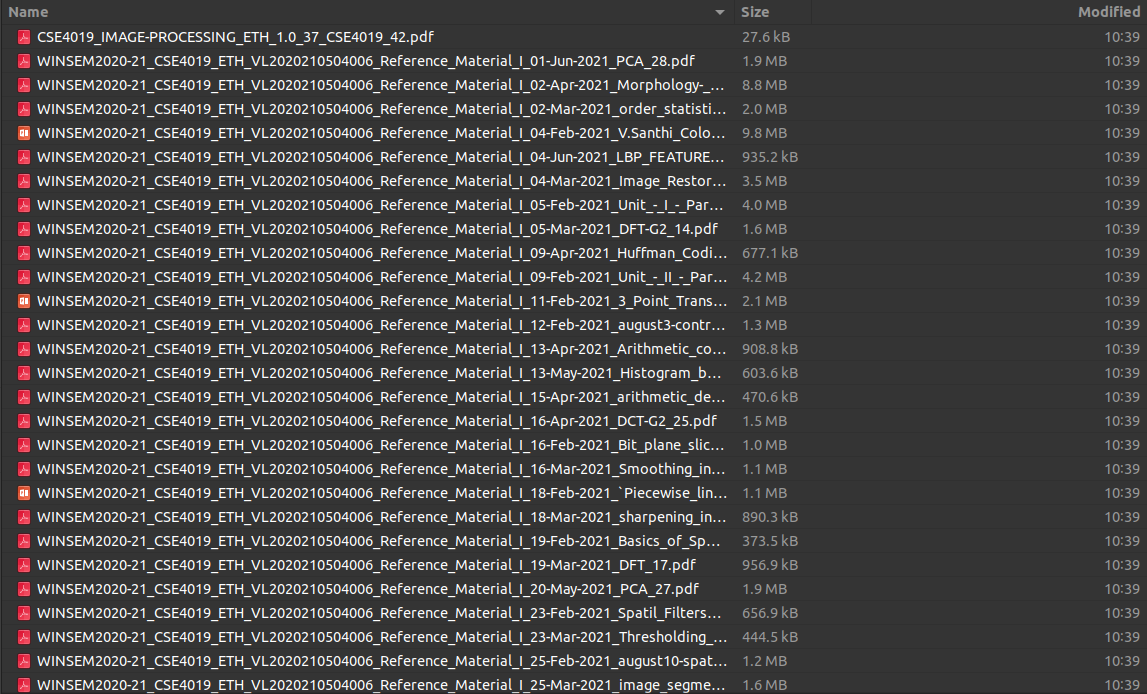 Name Size Modified
CSE4019_IMAGE-PROCESSING_ETH_1.0_37_CSE4019_42.pdf 27.6 kB 10:39
WINSEM2020-21_CSE4019_ETH_VL2020210504006_Reference_Material_I_01-Jun-2021_PCA_28.pdf 1.9 MB 10:39
WINSEM2020-21_CSE4019_ETH_VL2020210504006_Reference_Material_I_02-Apr-2021_Morphology-_... 8.8 MB 10:39
WINSEM2020-21_CSE4019_ETH_VL2020210504006_Reference_Material_I_02-Mar-2021_order_statisti... 2.0 MB 10:39
WINSEM2020-21_CSE4019_ETH_VL2020210504006_Reference_Material_I_04-Feb-2021_V.Santhi_Colo... 9.8 MB 10:39
WINSEM2020-21_CSE4019_ETH_VL2020210504006_Reference_Material_I_04-Jun-2021_LBP_FEATURE... 935.2 kB 10:39
WINSEM2020-21_CSE4019_ETH_VL2020210504006_Reference_Material_I_04-Mar-2021_Image_Restor... 3.5 MB 10:39
WINSEM2020-21_CSE4019_ETH_VL2020210504006_Reference_Material_I_05-Feb-2021_Unit_-_I_-_Par... 4.0 MB 10:39
WINSEM2020-21_CSE4019_ETH_VL2020210504006_Reference_Material_I_05-Mar-2021_DFT-G2_14.pdf 1.6 MB 10:39
WINSEM2020-21_CSE4019_ETH_VL2020210504006_Reference_Material_I_09-Apr-2021_Huffman_Codi... 677.1 kB 10:39
WINSEM2020-21_CSE4019_ETH_VL2020210504006_Reference_Material_I_09-Feb-2021_Unit_-_II_-_Par... 4.2 MB 10:39
WINSEM2020-21_CSE4019_ETH_VL2020210504006_Reference_Material_I_11-Feb-2021_3_Point_Trans... 2.1 MB 10:39
WINSEM2020-21_CSE4019_ETH_VL2020210504006_Reference_Material_I_12-Feb-2021_august3-contr... 1.3 MB 10:39
WINSEM2020-21_CSE4019_ETH_VL2020210504006_Reference_Material_I_13-Apr-2021_Arithmetic_co... 908.8 kB 10:39
WINSEM2020-21_CSE4019_ETH_VL2020210504006_Reference_Material_I_13-May-2021_Histogram_b... 603.6 kB 10:39
WINSEM2020-21_CSE4019_ETH_VL2020210504006_Reference_Material_I_15-Apr-2021_arithmetic_de... 470.6 kB 10:39
WINSEM2020-21_CSE4019_ETH_VL2020210504006_Reference_Material_I_16-Apr-2021_DCT-G2_25.pdf 1.5 MB 10:39
WINSEM2020-21_CSE4019_ETH_VL2020210504006_Reference_Material_I_16-Feb-2021_Bit_plane_slic... 1.0 MB 10:39
WINSEM2020-21_CSE4019_ETH_VL2020210504006_Reference_Material_I_16-Mar-2021_Smoothing_in... 1.1 MB 10:39
WINSEM2020-21_CSE4019_ETH_VL2020210504006_Reference_Material_I_18-Feb-2021_`Piecewise_lin... 1.1 MB 10:39
WINSEM2020-21_CSE4019_ETH_VL2020210504006_Reference_Material_I_18-Mar-2021_sharpening_in... 890.3 kB 10:39
WINSEM2020-21_CSE4019_ETH_VL2020210504006_Reference_Material_I_19-Feb-2021_Basics_of_Sp... 373.5 kB 10:39
WINSEM2020-21_CSE4019_ETH_VL2020210504006_Reference_Material_I_19-Mar-2021_DFT_17.pdf 956.9 kB 10:39
WINSEM2020-21_CSE4019_ETH_VL2020210504006_Reference_Material_I_20-May-2021_PCA_27.pdf 1.9 MB 10:39
WINSEM2020-21_CSE4019_ETH_VL2020210504006_Reference_Material_I_23-Feb-2021_Spatil_Filters... 656.9 kB 10:39
WINSEM2020-21_CSE4019_ETH_VL2020210504006_Reference_Material_I_23-Mar-2021_Thresholding_... 444.5 kB 10:39
WINSEM2020-21_CSE4019_ETH_VL2020210504006_Reference_Material_I_25-Feb-2021_august10-spat... 1.2 MB 10:39
WINSEM2020-21_CSE4019_ETH_VL2020210504006_Reference_Material_I_25-Mar-2021_image_segme... 1.6 MB 10:39